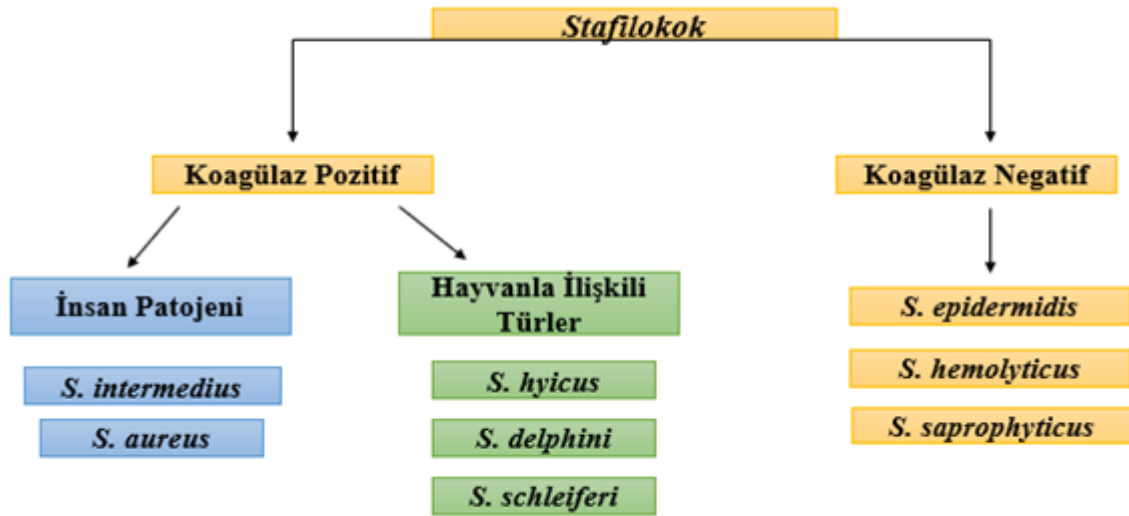 Stafilokok
Koagülaz Pozitif
Koagülaz Negatif
İnsan Patojeni
Hayvanla İlişkili
Türler
S. epidermidis
S. intermedius
S. hyicus
S. hemolyticus
S. aureus
S. delphini
S. saprophyticus
S. schleiferi